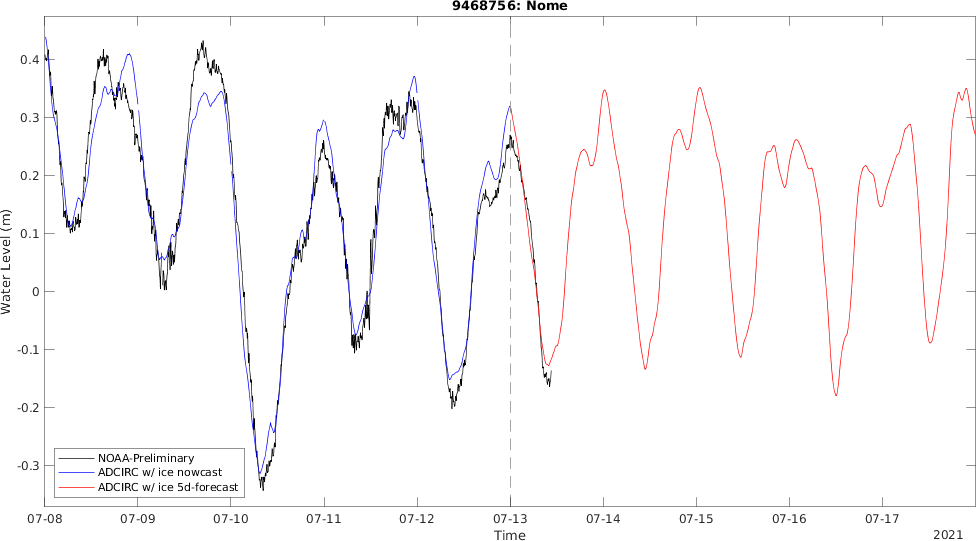 9468756: Nome
Water Level (m)
0.4
0.3
0.2
0.1
0
-0.1
-0.2
-0.3
NOAA-Preliminary
ADCIRC w/ ice nowcast
ADCIRC w/ ice 5d-forecast
07-08 07-09 07-10 07-11 07-12 07-13 07-14 07-15 07-16 07-17
Time
2021